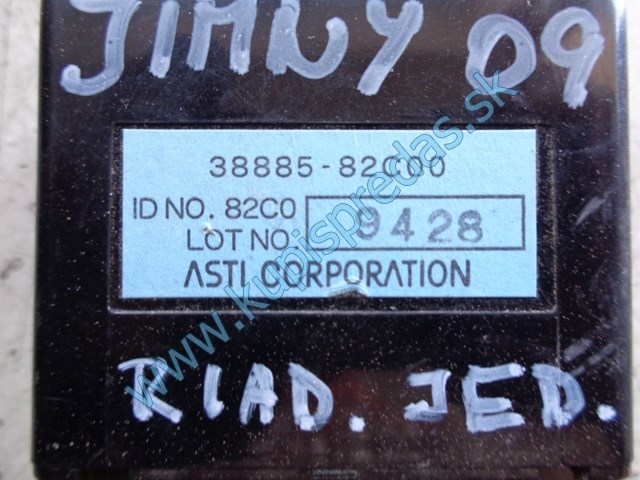 JIMNY 09
38885-82C00
ID NO. 82C0
LOT NO. 9428
ASTI CORPORATION
RIAD. JED.
www.kupispredas.sk